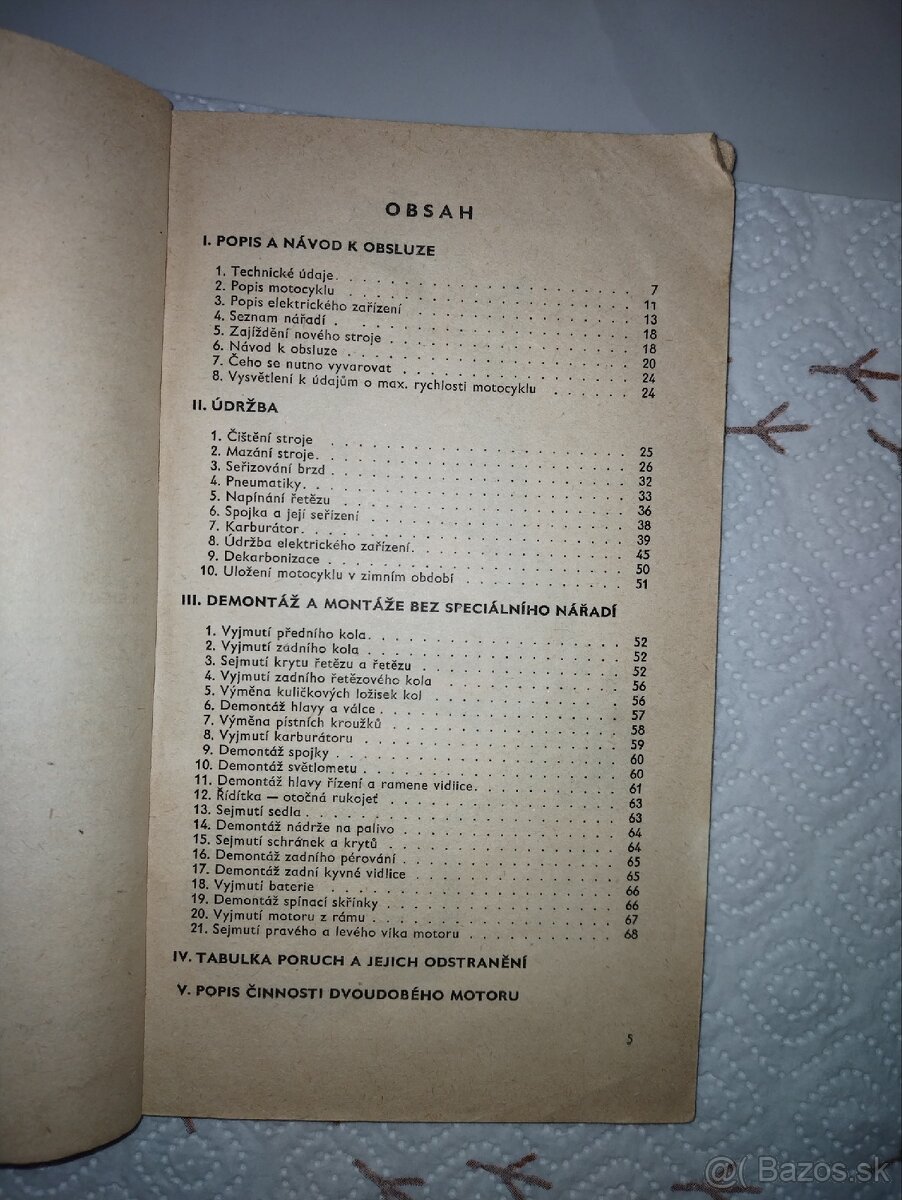 OBSAH
I. POPIS A NÁVOD K OBSLUZE
1. Technické údaje . . . . . . . . . . 7
2. Popis motocyklu . . . . . . . . . . 11
3. Popis elektrického zařízení . . . . . . . . . . 13
4. Seznam nářadí . . . . . . . . . . 18
5. Zajíždění nového stroje . . . . . . . . . . 18
6. Návod k obsluze . . . . . . . . . . 20
7. Čeho se nutno vyvarovat . . . . . . . . . . 24
8. Vysvětlení k údajům o max. rychlosti motocyklu . . . . . . 24
II. ÚDRŽBA
1. Čištění stroje . . . . . . . . . . 25
2. Mazání stroje . . . . . . . . . . 26
3. Seřizování brzd . . . . . . . . . . 32
4. Pneumatiky . . . . . . . . . . 33
5. Napínání řetězu . . . . . . . . . . 36
6. Spojka a její seřízení . . . . . . . . . . 38
7. Karburátor . . . . . . . . . . 39
8. Údržba elektrického zařízení . . . . . . . . . . 45
9. Dekarbonizace . . . . . . . . . . 50
10. Uložení motocyklu v zimním období . . . . . . . . . . 51
III. DEMONTÁŽ A MONTÁŽE BEZ SPECIÁLNÍHO NÁŘADÍ
1. Vyjmutí předního kola . . . . . . . . . . 52
2. Vyjmutí zadního kola . . . . . . . . . . 52
3. Sejmutí krytu řetězu a řetězu . . . . . . . . . . 52
4. Vyjmutí zadního řetězového kola . . . . . . . . . . 56
5. Výměna kuličkových ložisek kol . . . . . . . . . . 56
6. Demontáž hlavy a válce . . . . . . . . . . 57
7. Výměna pístních kroužků . . . . . . . . . . 58
8. Vyjmutí karburátoru . . . . . . . . . . 59
9. Demontáž spojky . . . . . . . . . . 60
10. Demontáž světlometu . . . . . . . . . . 60
11. Demontáž hlavy řízení a ramene vidlice . . . . . . . . . . 61
12. Řídítka — otočná rukojeť . . . . . . . . . . 63
13. Sejmutí sedla . . . . . . . . . . 63
14. Demontáž nádrže na palivo . . . . . . . . . . 64
15. Sejmutí schránek a krytů . . . . . . . . . . 64
16. Demontáž zadního pérování . . . . . . . . . . 65
17. Demontáž zadní kyvné vidlice . . . . . . . . . . 65
18. Vyjmutí baterie . . . . . . . . . . 66
19. Demontáž spínací skřínky . . . . . . . . . . 66
20. Vyjmutí motoru z rámu . . . . . . . . . . 67
21. Sejmutí pravého a levého víka motoru . . . . . . . . . . 68
IV. TABULKA PORUCH A JEJICH ODSTRANĚNÍ
V. POPIS ČINNOSTI DVOUDOBÉHO MOTORU
5
@( Bazos.sk